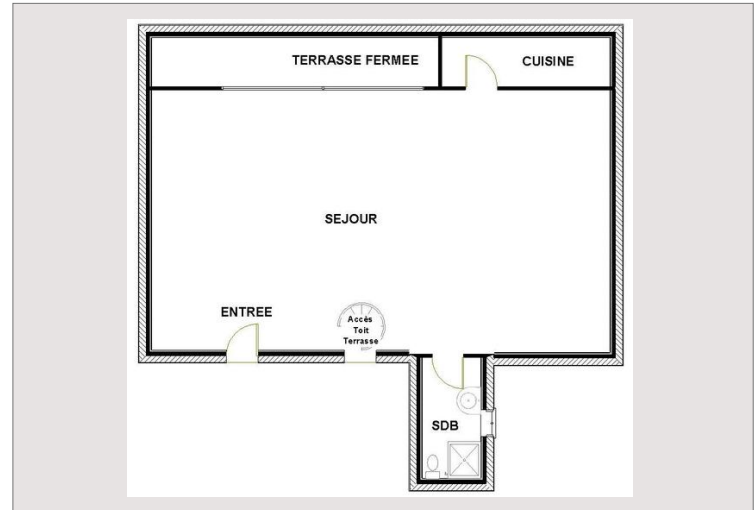 TERRASSE FERMEE
CUISINE
SEJOUR
ENTREE
Accès
Toit
Terrasse
SDB